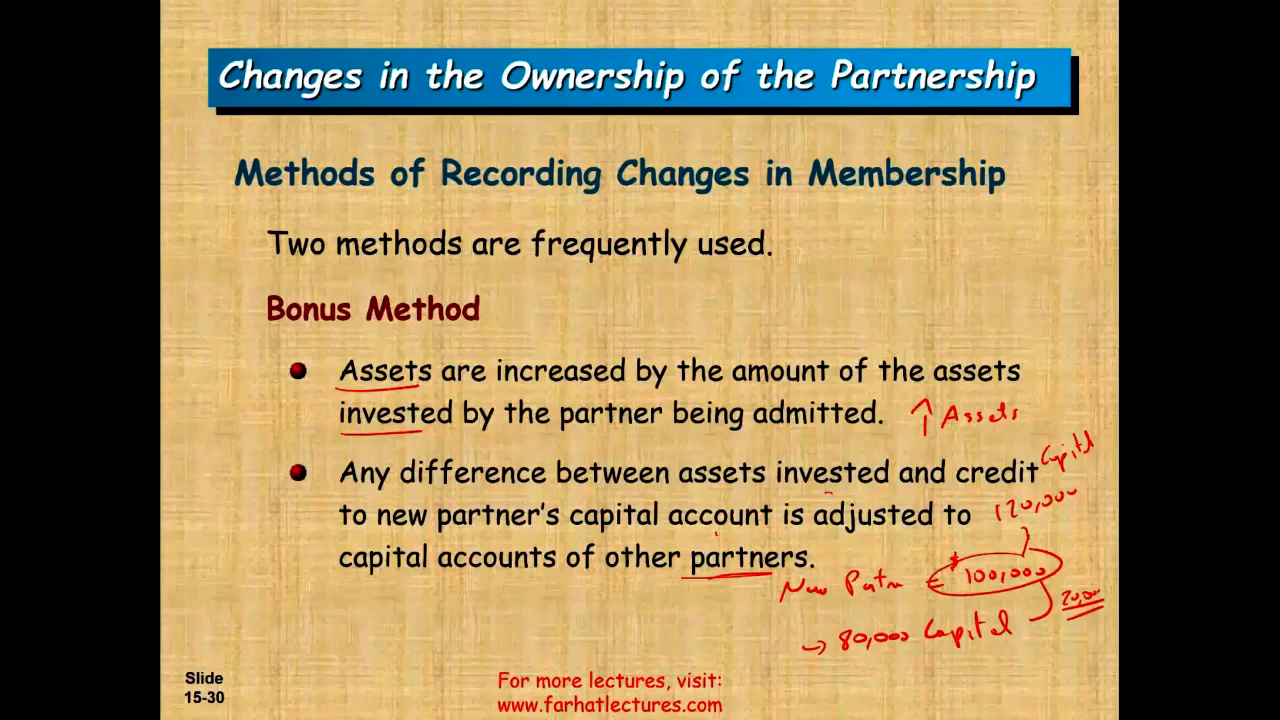 Changes in the Ownership of the Partnership
Methods of Recording Changes in Membership
Two methods are frequently used.
Bonus Method
Assets are increased by the amount of the assets
invested by the partner being admitted.
↑ Assets
Any difference between assets invested and credit
Capital
to new partner's capital account is adjusted to
120,000
capital accounts of other partners.
New
$100,000
20,000
→ 80,000 Capital
Slide
15-30
For more lectures, visit:
www.farhatlectures.com